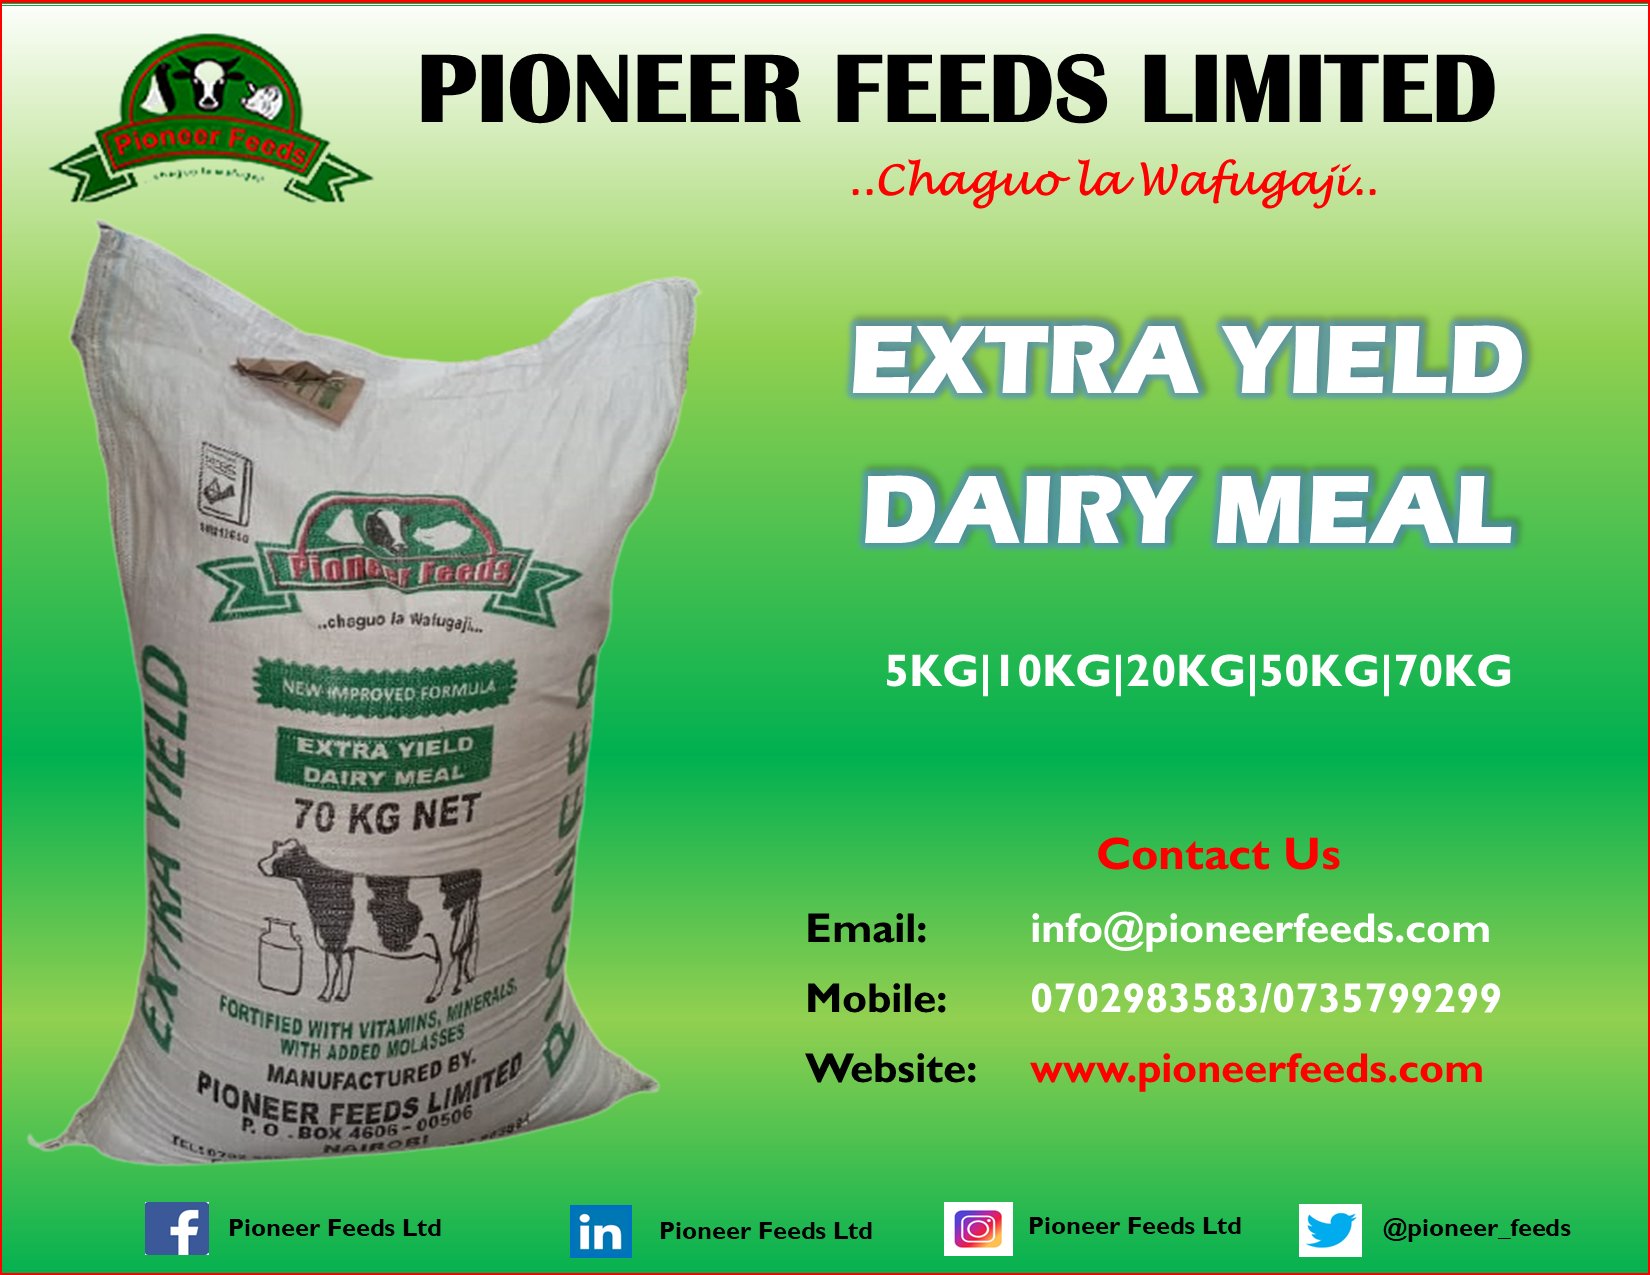 PIONEER FEEDS LIMITED
..Chaguo la Wafugaji..
Pioneer Feeds
chaguo la wafugaji
EXTRA YIELD
DAIRY MEAL
5KG|10KG|20KG|50KG|70KG
Pioneer Feeds
..chaguo la Wafugaji...
NEW IMPROVED FORMULA
EXTRA YIELD
DAIRY MEAL
70 KG NET
EXTRA YIELD
FORTIFIED WITH VITAMINS, MINERALS,
WITH ADDED MOLASSES
MANUFACTURED BY.
PIONEER FEEDS LIMITED
P. O . BOX 4606 - 00506
NAIROBI
Contact Us
Email: info@pioneerfeeds.com
Mobile: 0702983583/0735799299
Website: www.pioneerfeeds.com
Pioneer Feeds Ltd
Pioneer Feeds Ltd
Pioneer Feeds Ltd
@pioneer_feeds